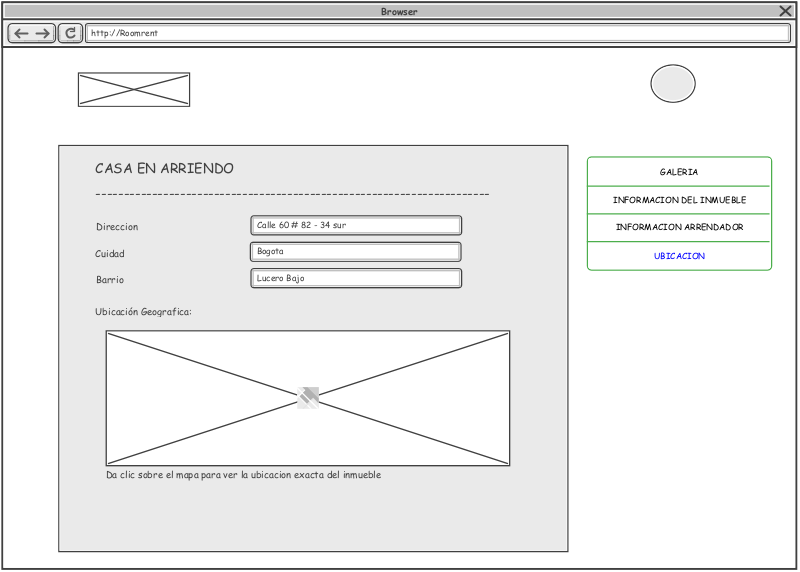 Browser
http://Roomrent
CASA EN ARRIENDO
Direccion
Calle 60 # 82 - 34 sur
Cuidad
Bogota
Barrio
Lucero Bajo
Ubicación Geografica:
Da clic sobre el mapa para ver la ubicacion exacta del inmueble
GALERIA
INFORMACION DEL INMUEBLE
INFORMACION ARRENDADOR
UBICACION